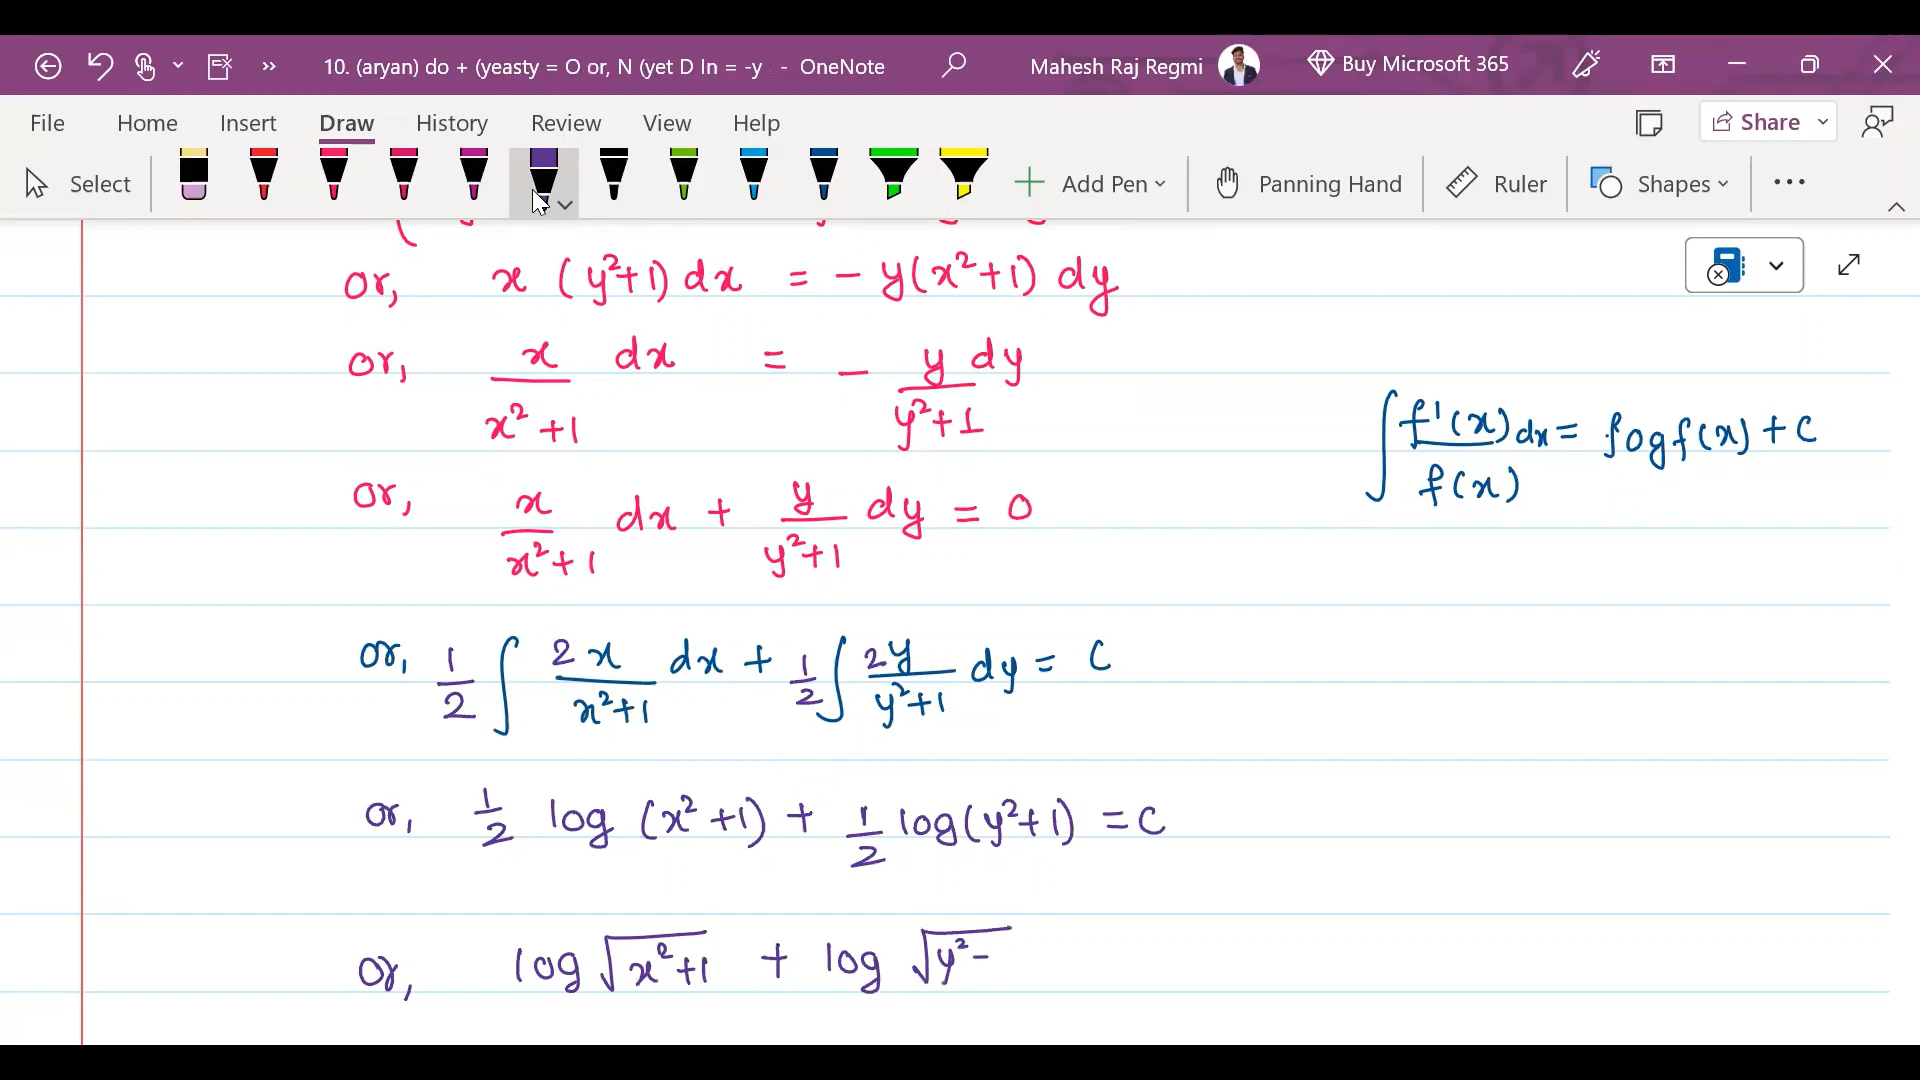 10. (aryan) do + (yeasty = O or, N (yet D In = -y - OneNote
Mahesh Raj Regmi
Buy Microsoft 365
File Home Insert Draw History Review View Help
Share
Select
Add Pen
Panning Hand
Ruler
Shapes
or, x (y²+1) dx = - y(x²+1) dy
or, x/(x²+1) dx = - y dy/(y²+1)
∫ f'(x)/f(x) dx = log f(x) + c
or, x/(x²+1) dx + y/(y²+1) dy = 0
or, 1/2 ∫ 2x/(x²+1) dx + 1/2 ∫ 2y/(y²+1) dy = C
or, 1/2 log (x²+1) + 1/2 log(y²+1) = C
or, log √(x²+1) + log √(y² -